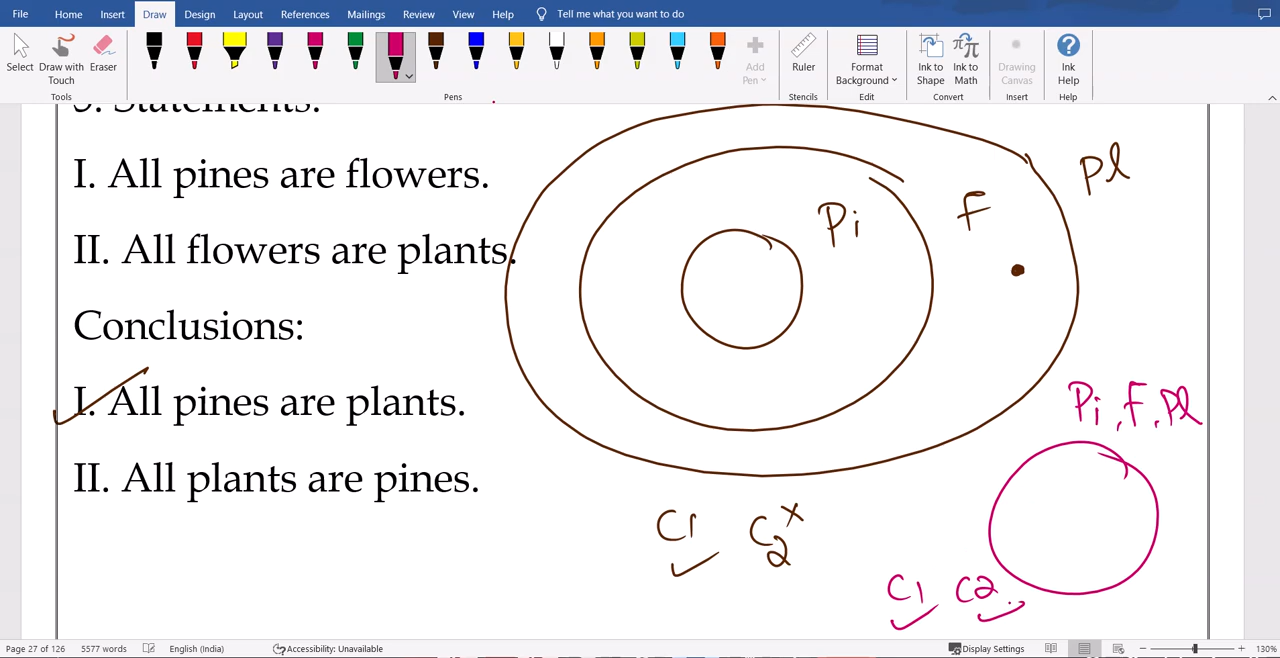 File Home Insert Draw Design Layout References Mailings Review View Help Tell me what you want to do
Select Draw with Touch Eraser Add Pen Ruler Format Background Ink to Shape Ink to Math Drawing Canvas Ink Help
Tools Pens Stencils Edit Convert Insert Help
Statements:
I. All pines are flowers.
II. All flowers are plants.
Conclusions:
I. All pines are plants.
II. All plants are pines.
Pi F Pl
Pi, F, Pl
C1 C2 x
C1 C2
Page 27 of 126 5577 words English (India) Accessibility: Unavailable Display Settings 130%